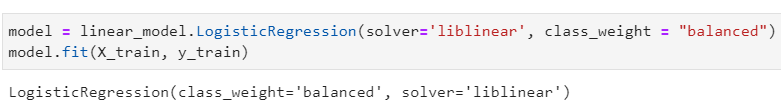 model = linear_model.LogisticRegression(solver='liblinear', class_weight = "balanced")
model.fit(X_train, y_train)
LogisticRegression(class_weight='balanced', solver='liblinear')